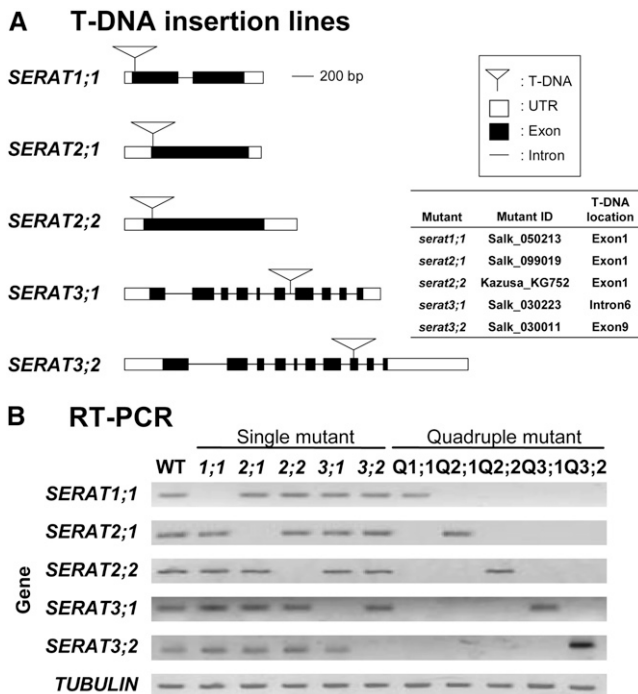 A T-DNA insertion lines
SERAT1;1
200 bp
SERAT2;1
SERAT2;2
SERAT3;1
SERAT3;2
: T-DNA
: UTR
: Exon
: Intron
Mutant Mutant ID T-DNA location
serat1;1 Salk_050213 Exon1
serat2;1 Salk_099019 Exon1
serat2;2 Kazusa_KG752 Exon1
serat3;1 Salk_030223 Intron6
serat3;2 Salk_030011 Exon9
B RT-PCR
Single mutant Quadruple mutant
WT 1;1 2;1 2;2 3;1 3;2 Q1;1 Q2;1 Q2;2 Q3;1 Q3;2
Gene
SERAT1;1
SERAT2;1
SERAT2;2
SERAT3;1
SERAT3;2
TUBULIN